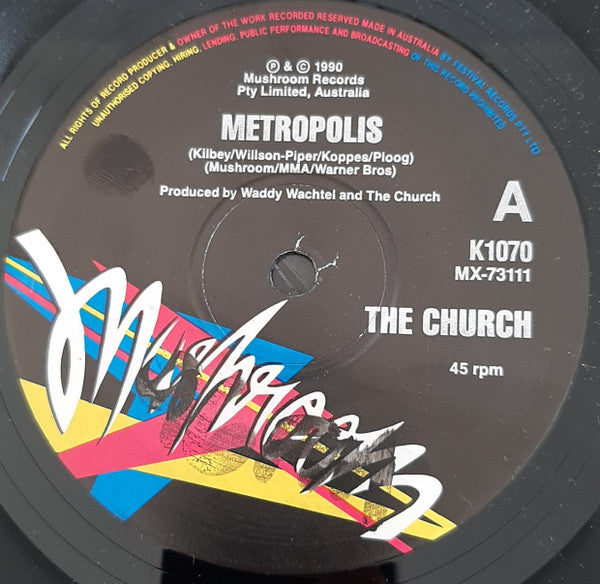 ALL RIGHTS OF RECORD PRODUCER & OWNER OF THE WORK RECORDED RESERVED MADE IN AUSTRALIA BY FESTIVAL RECORDS PTY LTD
UNAUTHORISED COPYING, HIRING, LENDING, PUBLIC PERFORMANCE AND BROADCASTING OF THIS RECORD PROHIBITED
℗ & © 1990
Mushroom Records
Pty Limited, Australia
METROPOLIS
(Kilbey/Willson-Piper/Koppes/Ploog)
(Mushroom/MMA/Warner Bros)
Produced by Waddy Wachtel and The Church
A
K1070
MX-73111
THE CHURCH
45 rpm
Mushroom